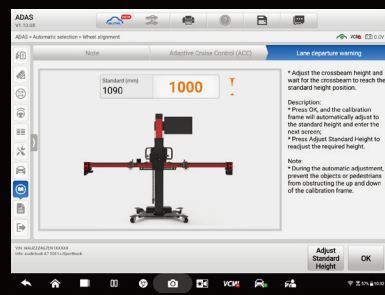 ADAS
V1.13.08
VCMI 0.0V
ADAS > Automatic selection > Wheel alignment
Note
Adaptive Cruise Control (ACC)
Lane departure warning
Standard (mm)
1090
1000
* Adjust the crossbeam height and
wait for the crossbeam to reach the
standard height position.
Description:
* Press OK, and the calibration
frame will automatically adjust to
the standard height and enter the
next screen;
* Press Adjust Standard Height to
readjust the required height.
Note:
* During the automatic adjustment,
prevent the objects or pedestrians
from obstructing the up and down
of the calibration frame.
Adjust
Standard
Height
OK
VCMI